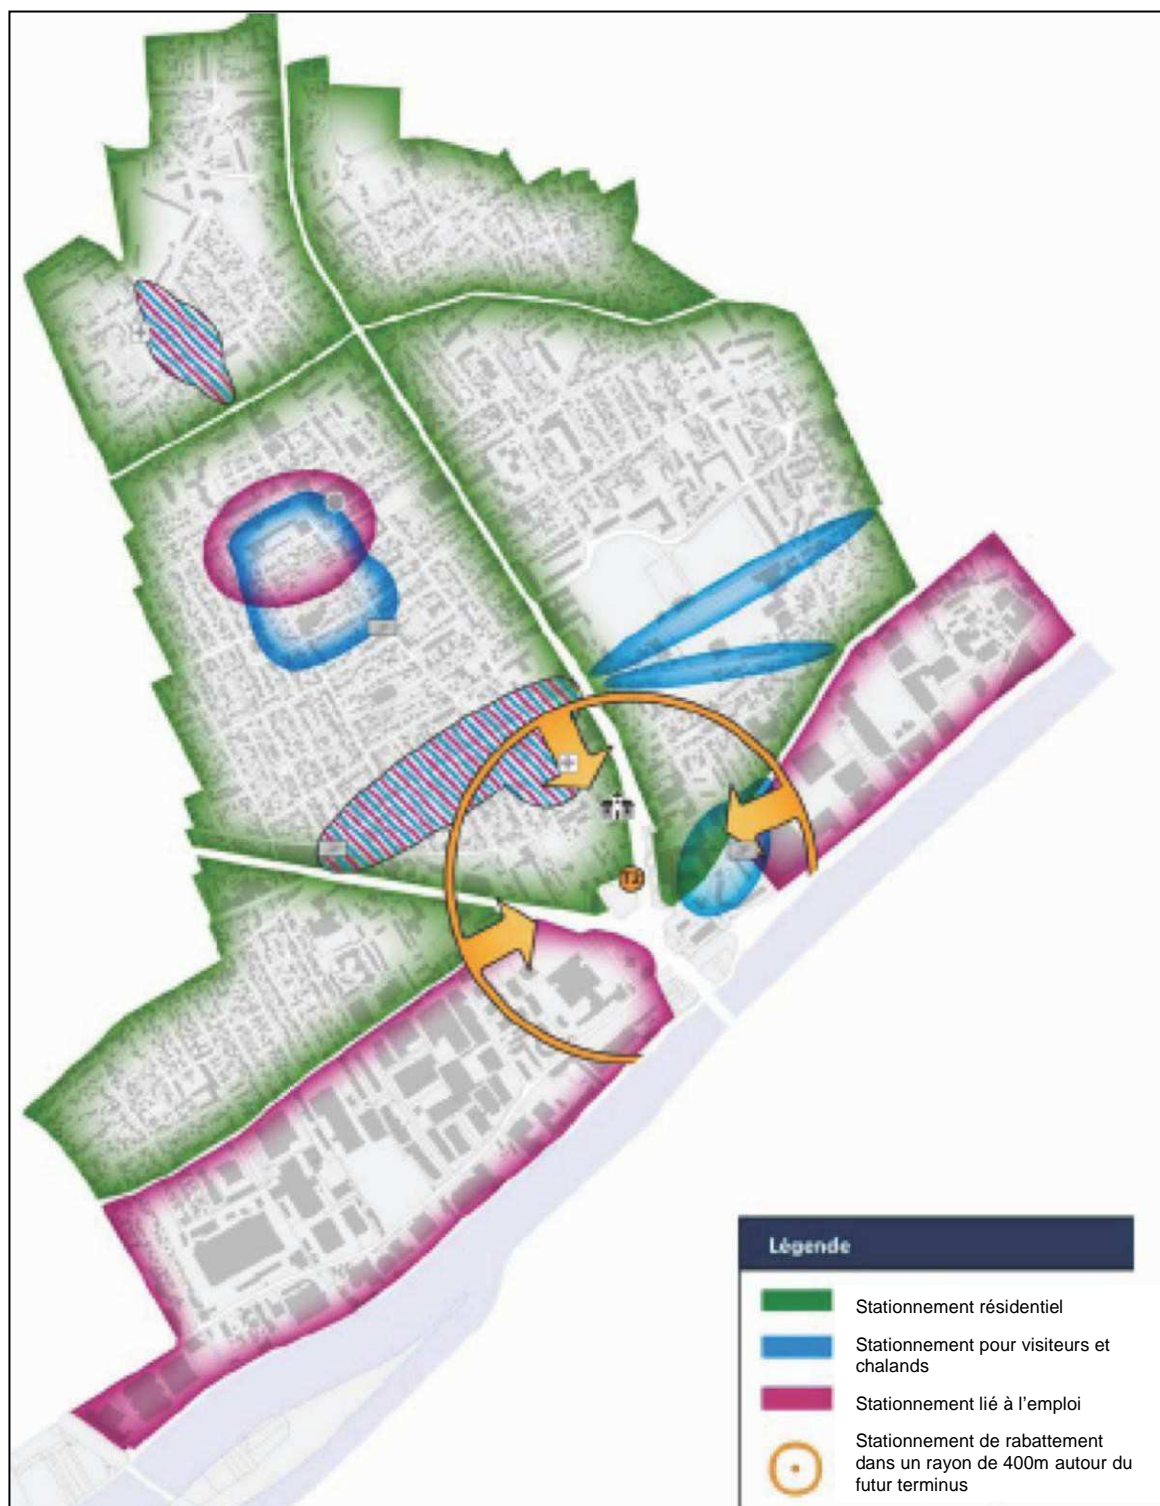 T2
Légende
Stationnement résidentiel
Stationnement pour visiteurs et
chalands
Stationnement lié à l'emploi
Stationnement de rabattement
dans un rayon de 400m autour du
futur terminus